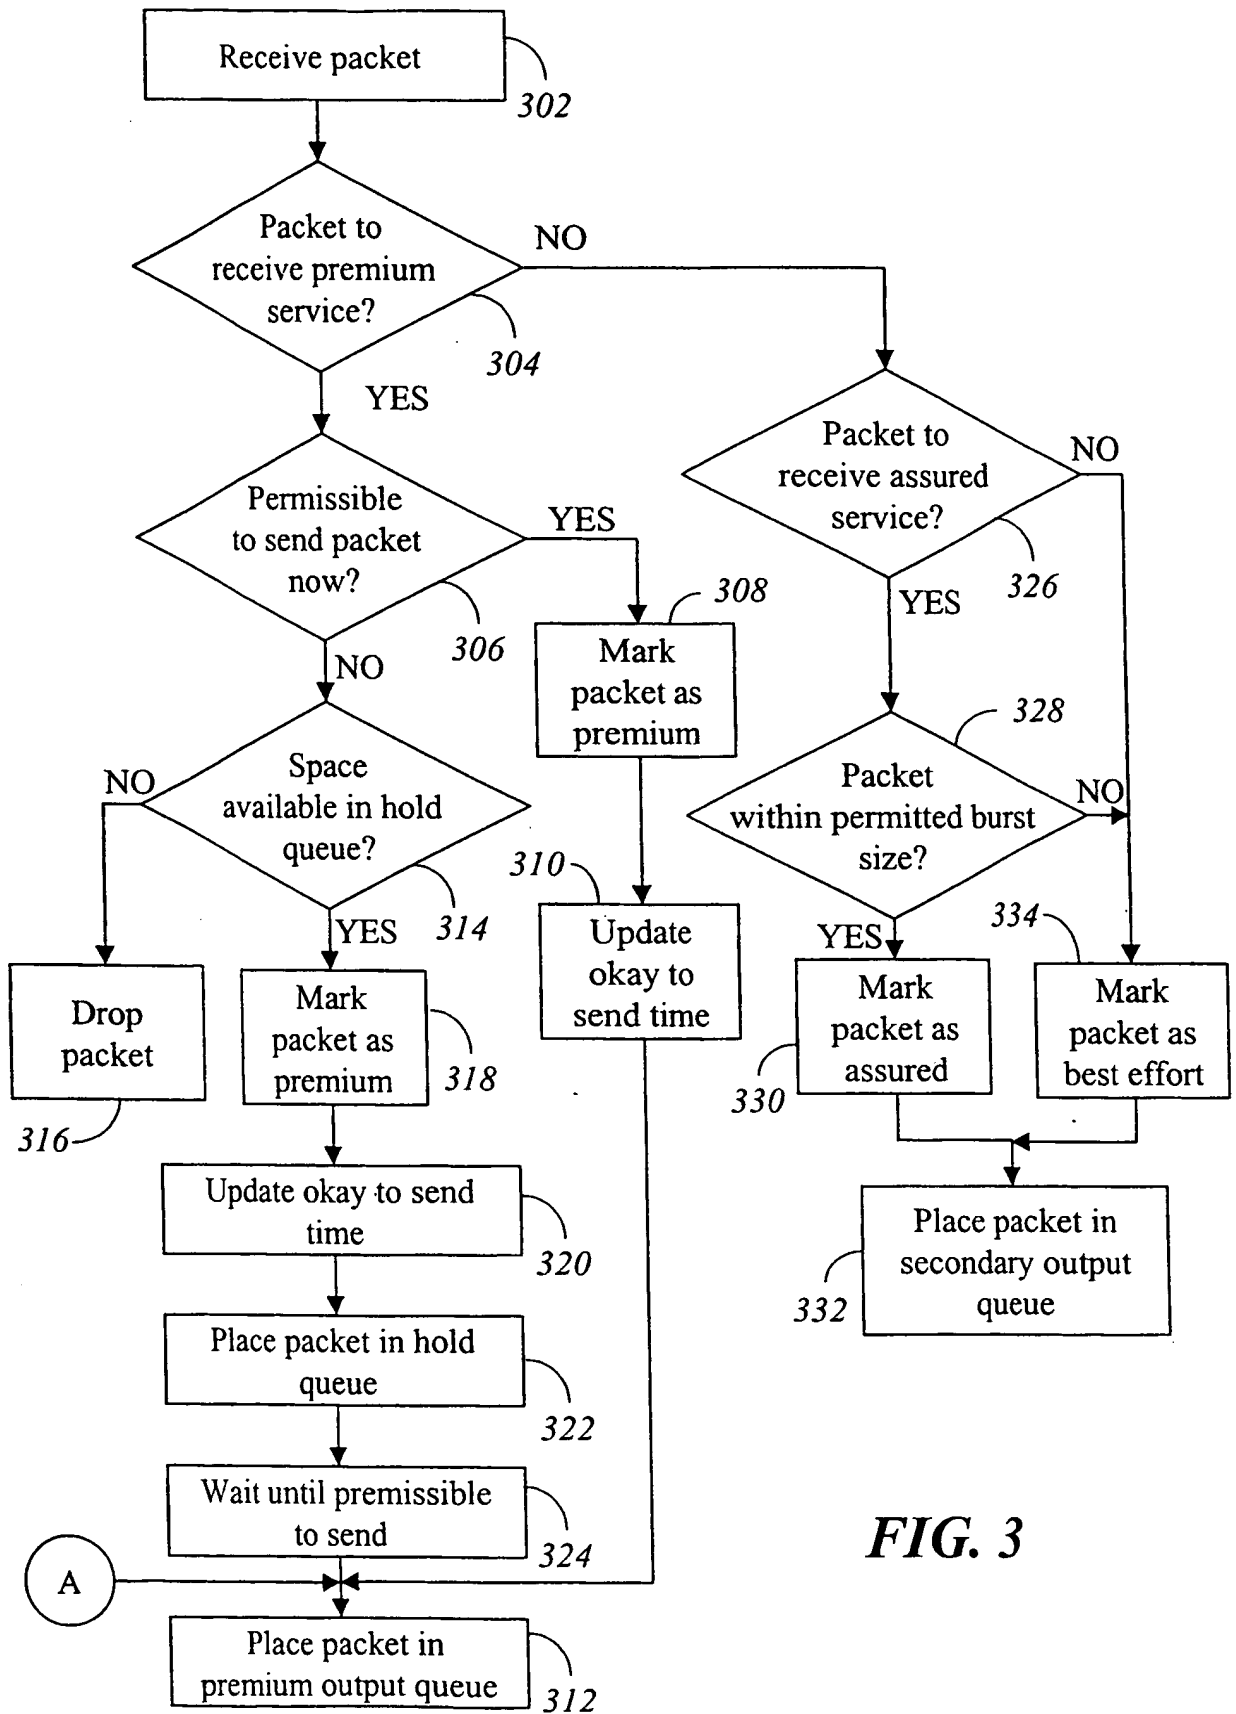 Receive packet
302
Packet to
receive premium
service?
NO
304
YES
Packet to
receive assured
service?
NO
326
YES
Permissible
to send packet
now?
YES
306
NO
308
Mark
packet as
premium
328
Packet
within permitted burst
size?
NO
YES
Space
available in hold
queue?
NO
314
YES
310
Update
okay to
send time
334
Mark
packet as
best effort
Mark
packet as
assured
330
Drop
packet
316
Mark
packet as
premium
318
Update okay to send
time
320
Place packet in
secondary output
queue
332
Place packet in hold
queue
322
Wait until premissible
to send
324
A
Place packet in
premium output queue
312
FIG. 3